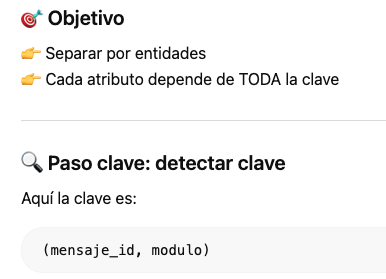 🎯 Objetivo
👉 Separar por entidades
👉 Cada atributo depende de TODA la clave
🔍 Paso clave: detectar clave
Aquí la clave es:
(mensaje_id, modulo)